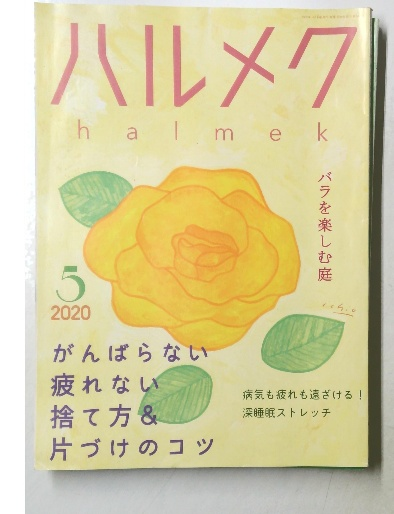 ハルメク
halmek
バラを楽しむ庭
5
2020
がんばらない
疲れない
捨て方&
片づけのコツ
病気も疲れも遠ざける!
深睡眠ストレッチ